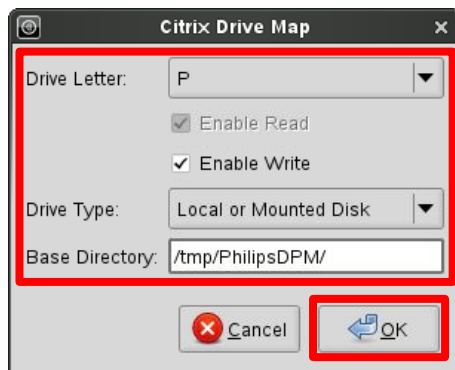 Citrix Drive Map
Drive Letter: P
Enable Read
Enable Write
Drive Type: Local or Mounted Disk
Base Directory: /tmp/PhilipsDPM/
Cancel OK